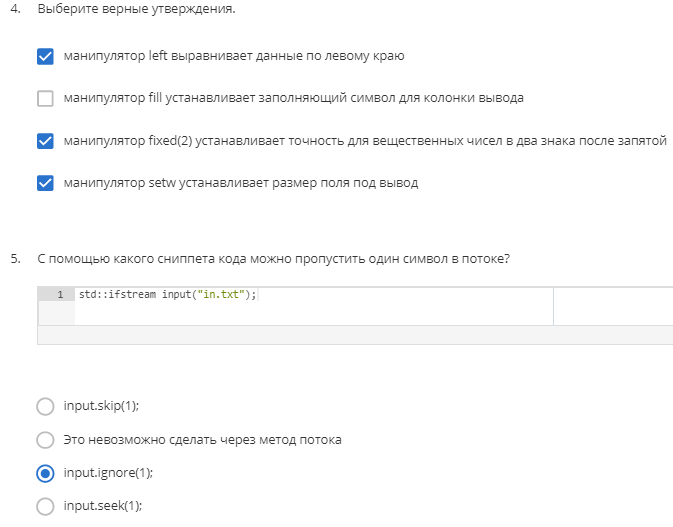 4. Выберите верные утверждения.
манипулятор left выравнивает данные по левому краю
манипулятор fill устанавливает заполняющий символ для колонки вывода
манипулятор fixed(2) устанавливает точность для вещественных чисел в два знака после запятой
манипулятор setw устанавливает размер поля под вывод
5. С помощью какого сниппета кода можно пропустить один символ в потоке?
1 std::ifstream input("in.txt");
input.skip(1);
Это невозможно сделать через метод потока
input.ignore(1);
input.seek(1);